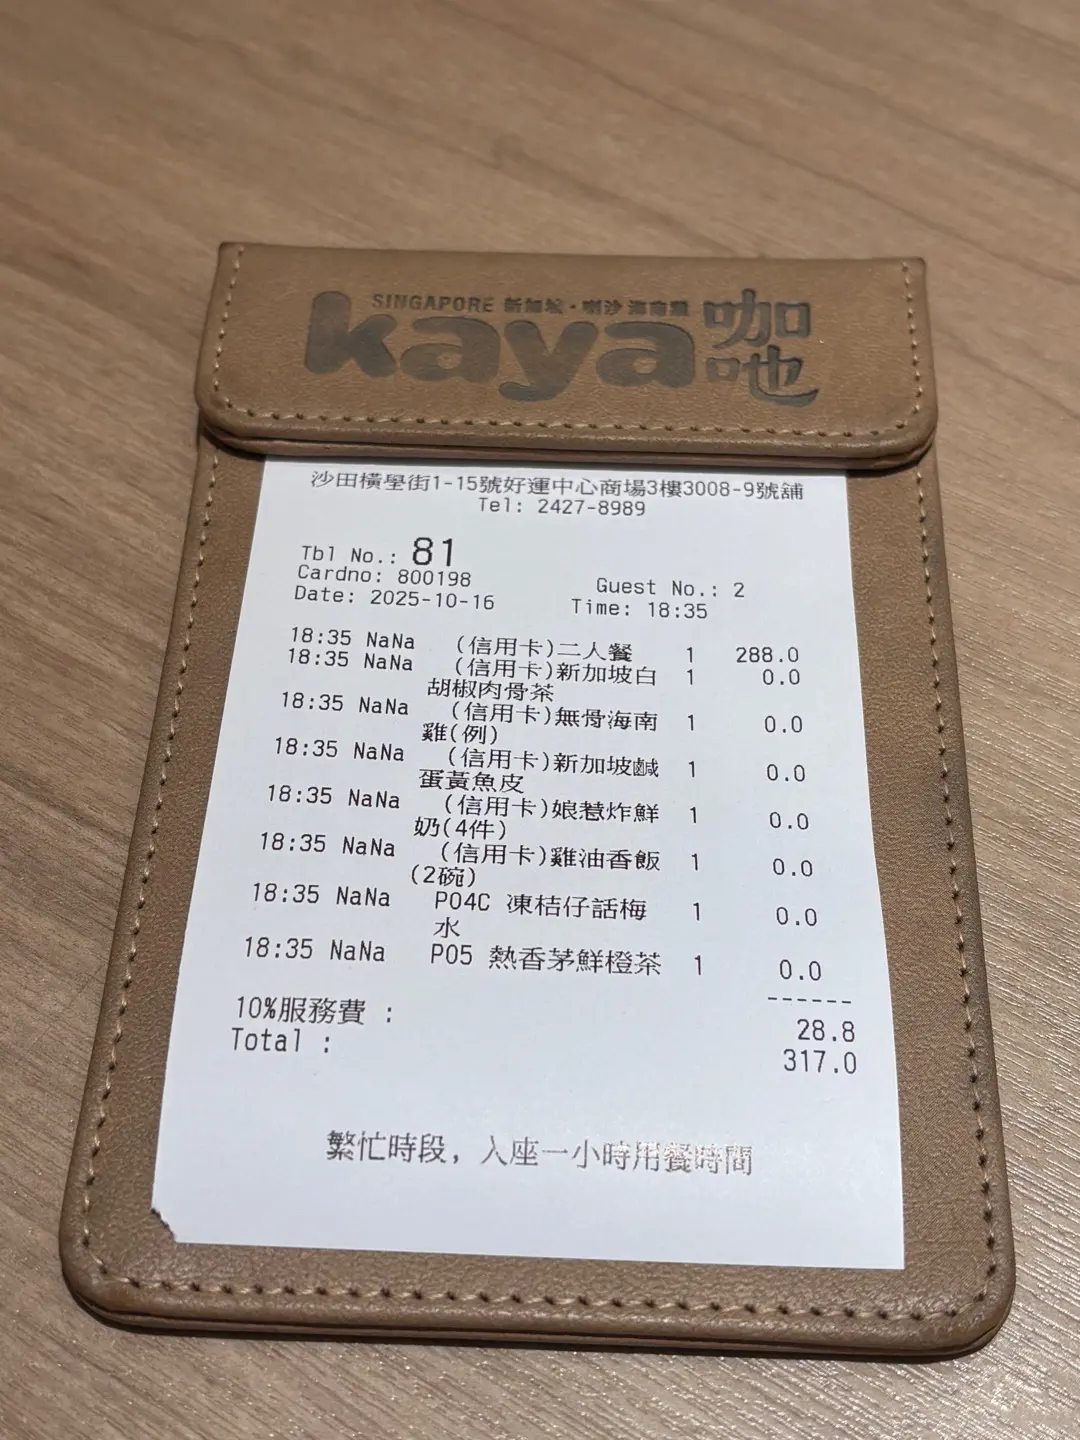 SINGAPORE 新加坡·喇沙 海南雞
kaya 咖吔
沙田橫壆街1-15號好運中心商場3樓3008-9號舖
Tel: 2427-8989
Tbl No.: 81
Cardno: 800198 Guest No.: 2
Date: 2025-10-16 Time: 18:35
18:35 NaNa (信用卡)二人餐 1 288.0
18:35 NaNa (信用卡)新加坡白 1 0.0
胡椒肉骨茶
18:35 NaNa (信用卡)無骨海南 1 0.0
雞(例)
18:35 NaNa (信用卡)新加坡鹹 1 0.0
蛋黃魚皮
18:35 NaNa (信用卡)娘惹炸鮮 1 0.0
奶(4件)
18:35 NaNa (信用卡)雞油香飯 1 0.0
(2碗)
18:35 NaNa P04C 凍桔仔話梅 1 0.0
水
18:35 NaNa P05 熱香茅鮮橙茶 1 0.0
------
10%服務費 : 28.8
Total : 317.0
繁忙時段，入座一小時用餐時間